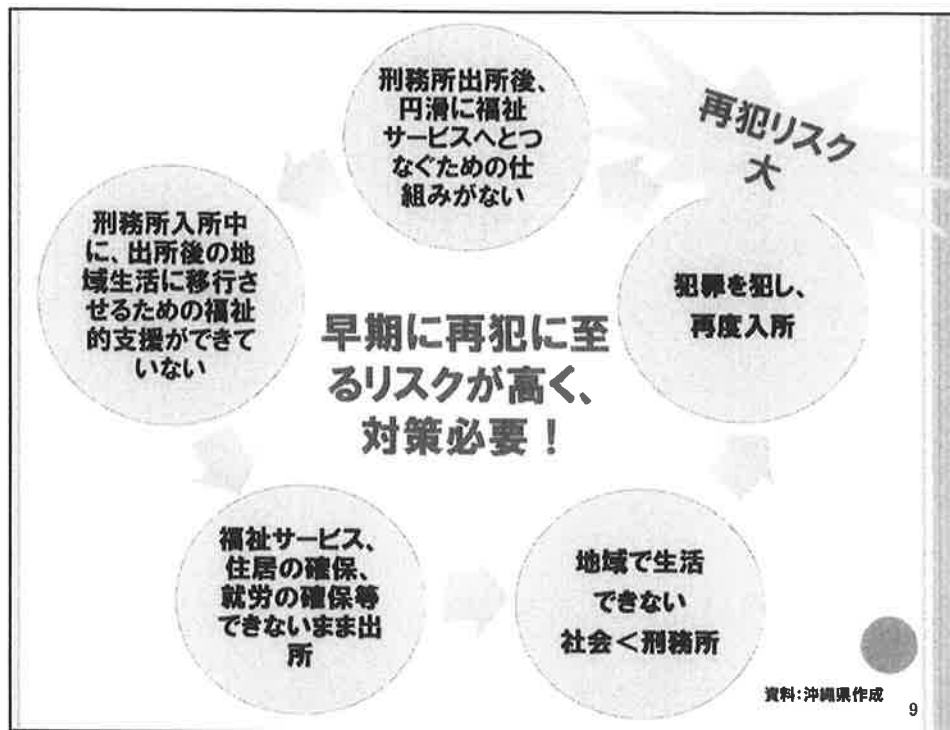 刑務所出所後、
円滑に福祉
サービスへとつ
なぐための仕
組みがない
再犯リスク
大
刑務所入所中
に、出所後の地
域生活に移行さ
せるための福祉
的支援ができて
いない
犯罪を犯し、
再度入所
早期に再犯に至
るリスクが高く、
対策必要！
福祉サービス、
住居の確保、
就労の確保等
できないまま出
所
地域で生活
できない
社会＜刑務所
資料：沖縄県作成
9